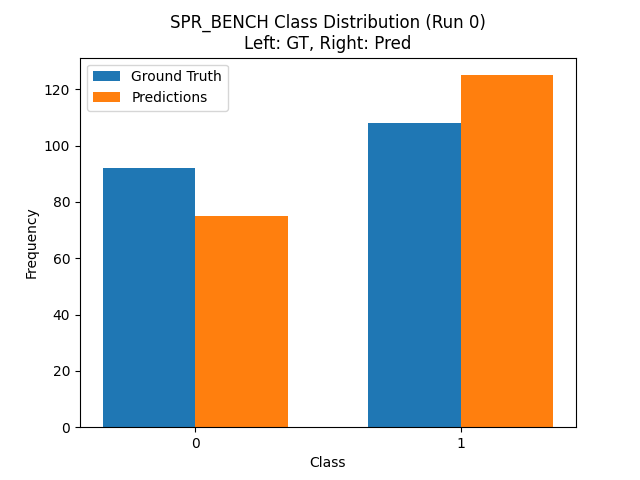 SPR_BENCH Class Distribution (Run 0)
Left: GT, Right: Pred
Ground Truth
Predictions
120
100
80
60
40
20
0
Frequency
0 1
Class